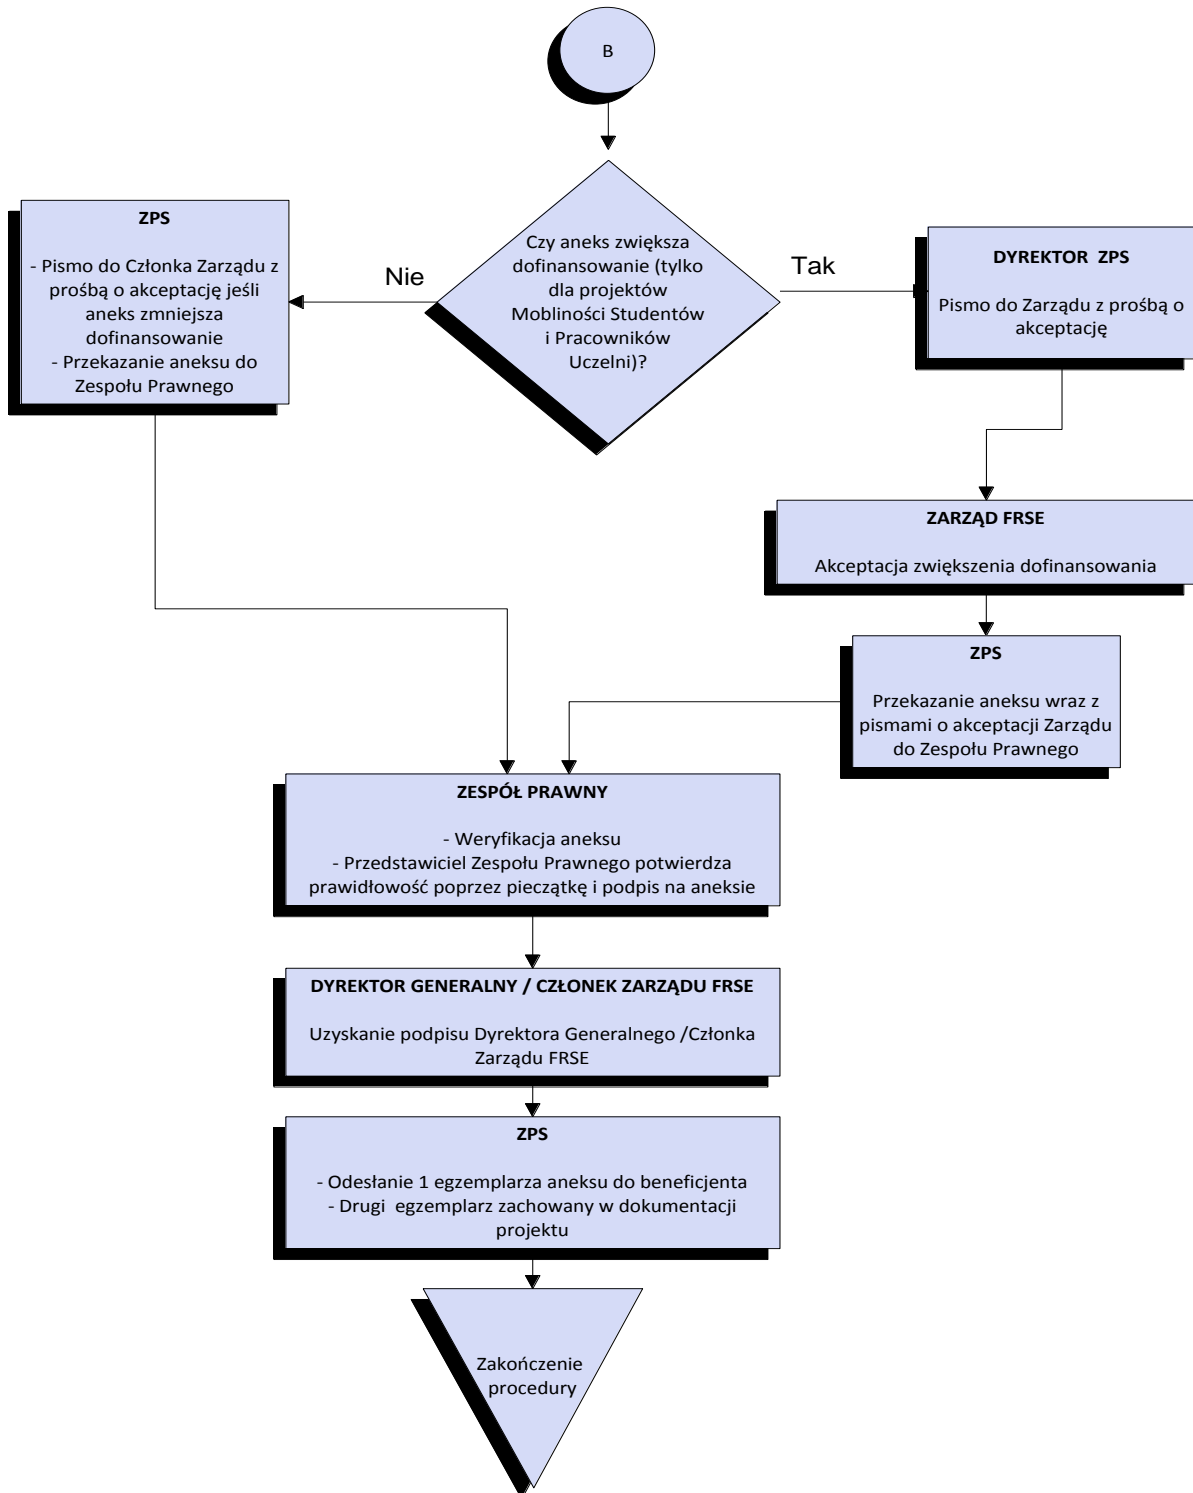 B
Czy aneks zwiększa
dofinansowanie (tylko
dla projektów
Mobliności Studentów
i Pracowników
Uczelni)?
Nie
Tak
ZPS
- Pismo do Członka Zarządu z
prośbą o akceptację jeśli
aneks zmniejsza
dofinansowanie
- Przekazanie aneksu do
Zespołu Prawnego
DYREKTOR ZPS
Pismo do Zarządu z prośbą o
akceptację
ZARZĄD FRSE
Akceptacja zwiększenia dofinansowania
ZPS
Przekazanie aneksu wraz z
pismami o akceptacji Zarządu
do Zespołu Prawnego
ZESPÓŁ PRAWNY
- Weryfikacja aneksu
- Przedstawiciel Zespołu Prawnego potwierdza
prawidłowość poprzez pieczątkę i podpis na aneksie
DYREKTOR GENERALNY / CZŁONEK ZARZĄDU FRSE
Uzyskanie podpisu Dyrektora Generalnego /Członka
Zarządu FRSE
ZPS
- Odesłanie 1 egzemplarza aneksu do beneficjenta
- Drugi egzemplarz zachowany w dokumentacji
projektu
Zakończenie
procedury